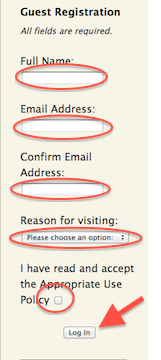 Guest Registration
All fields are required.
Full Name:
Email Address:
Confirm Email
Address:
Reason for visiting:
Please choose an option:
I have read and accept
the Appropriate Use
Policy
Log In